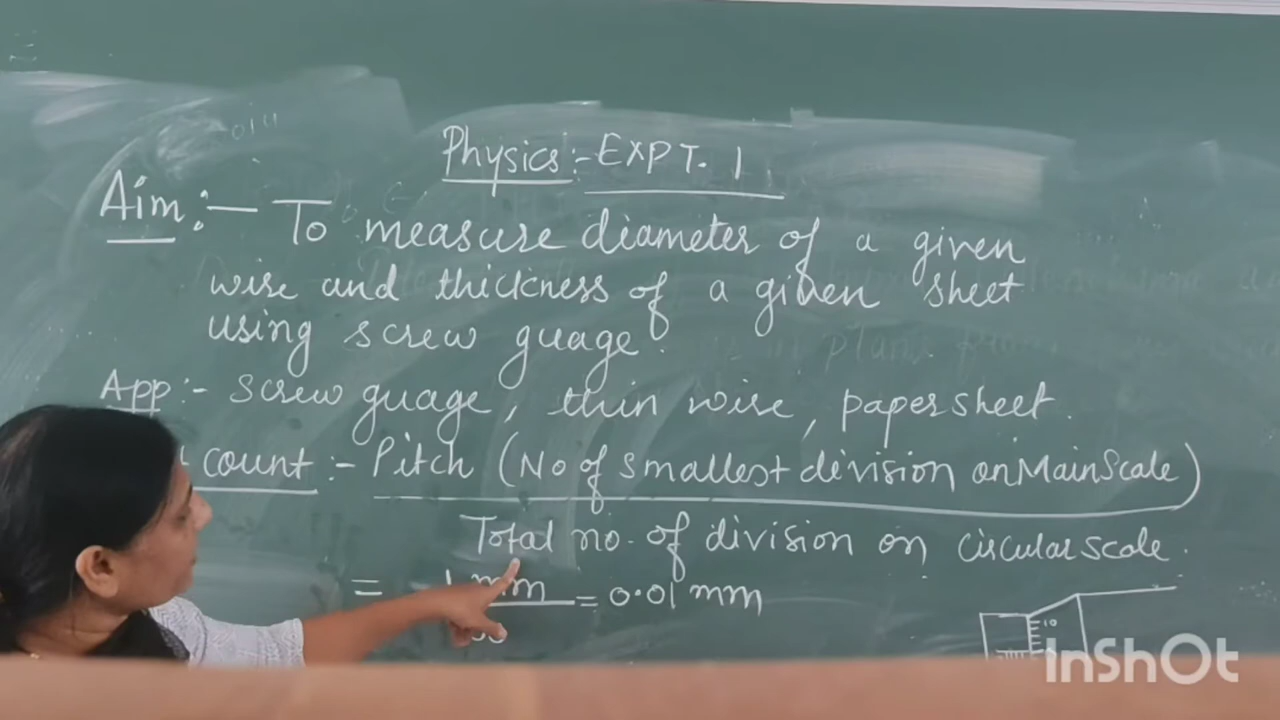 Physics:- EXPT. 1
Aim:- To measure diameter of a given
wire and thickness of a given sheet
using screw guage.
App:- Screw guage, thin wire, papersheet.
count:- Pitch (No of smallest division on Main Scale)
Total no. of division on circular scale.
= 1 mm = 0.01 mm
10
InShOt